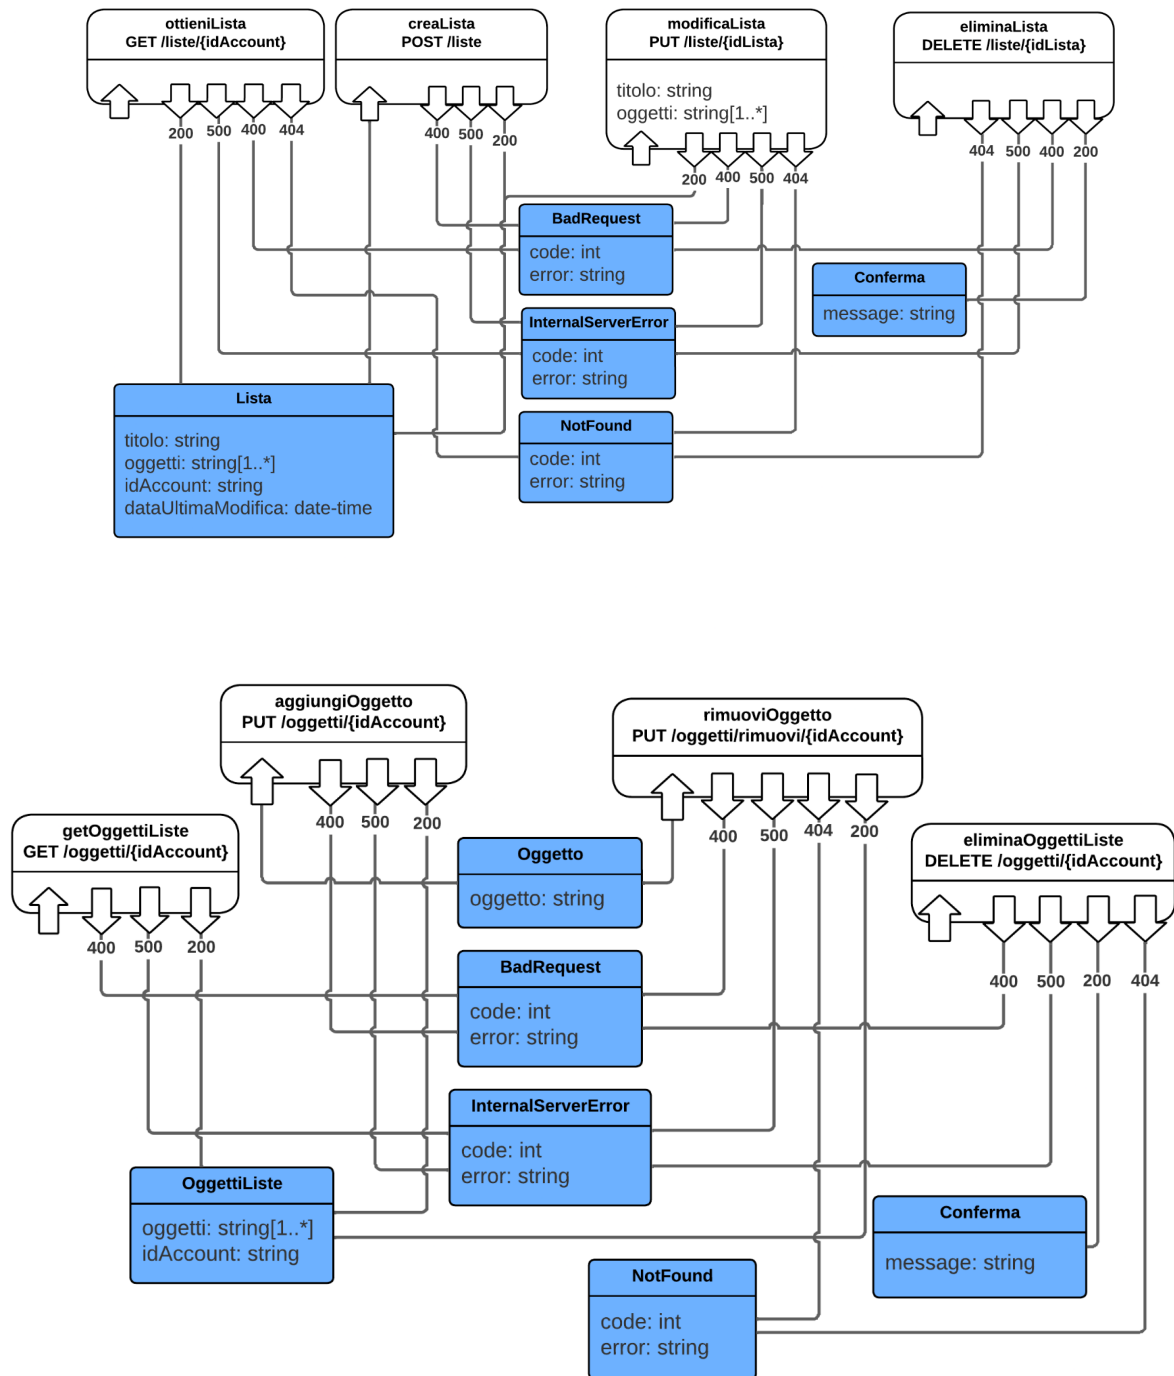 ottieniLista
GET /liste/{idAccount}
200
500
400
404
creaLista
POST /liste
400
500
200
modificaLista
PUT /liste/{idLista}
titolo: string
oggetti: string[1..*]
200
400
500
404
eliminaLista
DELETE /liste/{idLista}
404
500
400
200
BadRequest
code: int
error: string
Conferma
message: string
InternalServerError
code: int
error: string
Lista
titolo: string
oggetti: string[1..*]
idAccount: string
dataUltimaModifica: date-time
NotFound
code: int
error: string
aggiungiOggetto
PUT /oggetti/{idAccount}
400
500
200
rimuoviOggetto
PUT /oggetti/rimuovi/{idAccount}
400
500
404
200
getOggettiListe
GET /oggetti/{idAccount}
400
500
200
eliminaOggettiListe
DELETE /oggetti/{idAccount}
400
500
200
404
Oggetto
oggetto: string
BadRequest
code: int
error: string
InternalServerError
code: int
error: string
OggettiListe
oggetti: string[1..*]
idAccount: string
Conferma
message: string
NotFound
code: int
error: string